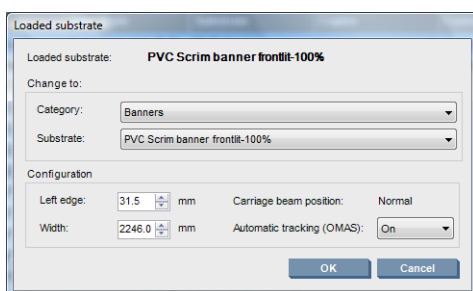 Loaded substrate
Loaded substrate: PVC Scrim banner frontlit-100%
Change to:
Category: Banners
Substrate: PVC Scrim banner frontlit-100%
Configuration
Left edge: 31.5 mm Carriage beam position: Normal
Width: 2246.0 mm Automatic tracking (OMAS): On
OK Cancel